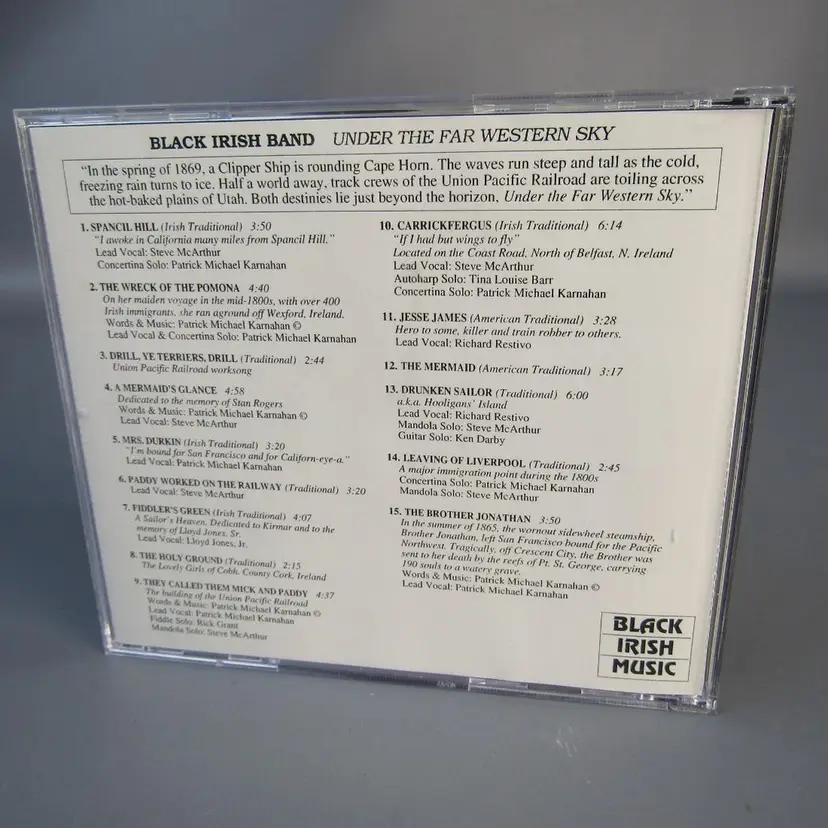 BLACK IRISH BAND UNDER THE FAR WESTERN SKY
"In the spring of 1869, a Clipper Ship is rounding Cape Horn. The waves run steep and tall as the cold,
freezing rain turns to ice. Half a world away, track crews of the Union Pacific Railroad are toiling across
the hot-baked plains of Utah. Both destinies lie just beyond the horizon, Under the Far Western Sky."
1. SPANCIL HILL (Irish Traditional) 3:50
"I awoke in California many miles from Spancil Hill."
Lead Vocal: Steve McArthur
Concertina Solo: Patrick Michael Karnahan
2. THE WRECK OF THE POMONA 4:40
On her maiden voyage in the mid-1800s, with over 400
Irish immigrants, she ran aground off Wexford, Ireland.
Words & Music: Patrick Michael Karnahan ©
Lead Vocal & Concertina Solo: Patrick Michael Karnahan
3. DRILL, YE TERRIERS, DRILL (Traditional) 2:44
Union Pacific Railroad worksong
4. A MERMAID'S GLANCE 4:58
Dedicated to the memory of Stan Rogers
Words & Music: Patrick Michael Karnahan ©
Lead Vocal: Steve McArthur
5. MRS. DURKIN (Irish Traditional) 3:20
"I'm bound for San Francisco and for Californ-eye-a."
Lead Vocal: Patrick Michael Karnahan
6. PADDY WORKED ON THE RAILWAY (Traditional) 3:20
Lead Vocal: Steve McArthur
7. FIDDLER'S GREEN (Irish Traditional) 4:07
A Sailor's Heaven. Dedicated to Kirmar and to the
memory of Lloyd Jones, Sr.
Lead Vocal: Lloyd Jones, Jr.
8. THE HOLY GROUND (Traditional) 2:15
The Lovely Girls of Cobh, County Cork, Ireland
9. THEY CALLED THEM MICK AND PADDY 4:37
The building of the Union Pacific Railroad
Words & Music: Patrick Michael Karnahan ©
Lead Vocal: Patrick Michael Karnahan
Fiddle Solo: Rick Grant
Mandola Solo: Steve McArthur
10. CARRICKFERGUS (Irish Traditional) 6:14
"If I had but wings to fly"
Located on the Coast Road, North of Belfast, N. Ireland
Lead Vocal: Steve McArthur
Autoharp Solo: Tina Louise Barr
Concertina Solo: Patrick Michael Karnahan
11. JESSE JAMES (American Traditional) 3:28
Hero to some, killer and train robber to others.
Lead Vocal: Richard Restivo
12. THE MERMAID (American Traditional) 3:17
13. DRUNKEN SAILOR (Traditional) 6:00
a.k.a. Hooligans' Island
Lead Vocal: Richard Restivo
Mandola Solo: Steve McArthur
Guitar Solo: Ken Darby
14. LEAVING OF LIVERPOOL (Traditional) 2:45
A major immigration point during the 1800s
Concertina Solo: Patrick Michael Karnahan
Mandola Solo: Steve McArthur
15. THE BROTHER JONATHAN 3:50
In the summer of 1865, the wornout sidewheel steamship,
Brother Jonathan, left San Francisco bound for the Pacific
Northwest. Tragically, off Crescent City, the Brother was
sent to her death by the reefs of Pt. St. George, carrying
190 souls to a watery grave.
Words & Music: Patrick Michael Karnahan ©
Lead Vocal: Patrick Michael Karnahan
BLACK
IRISH
MUSIC